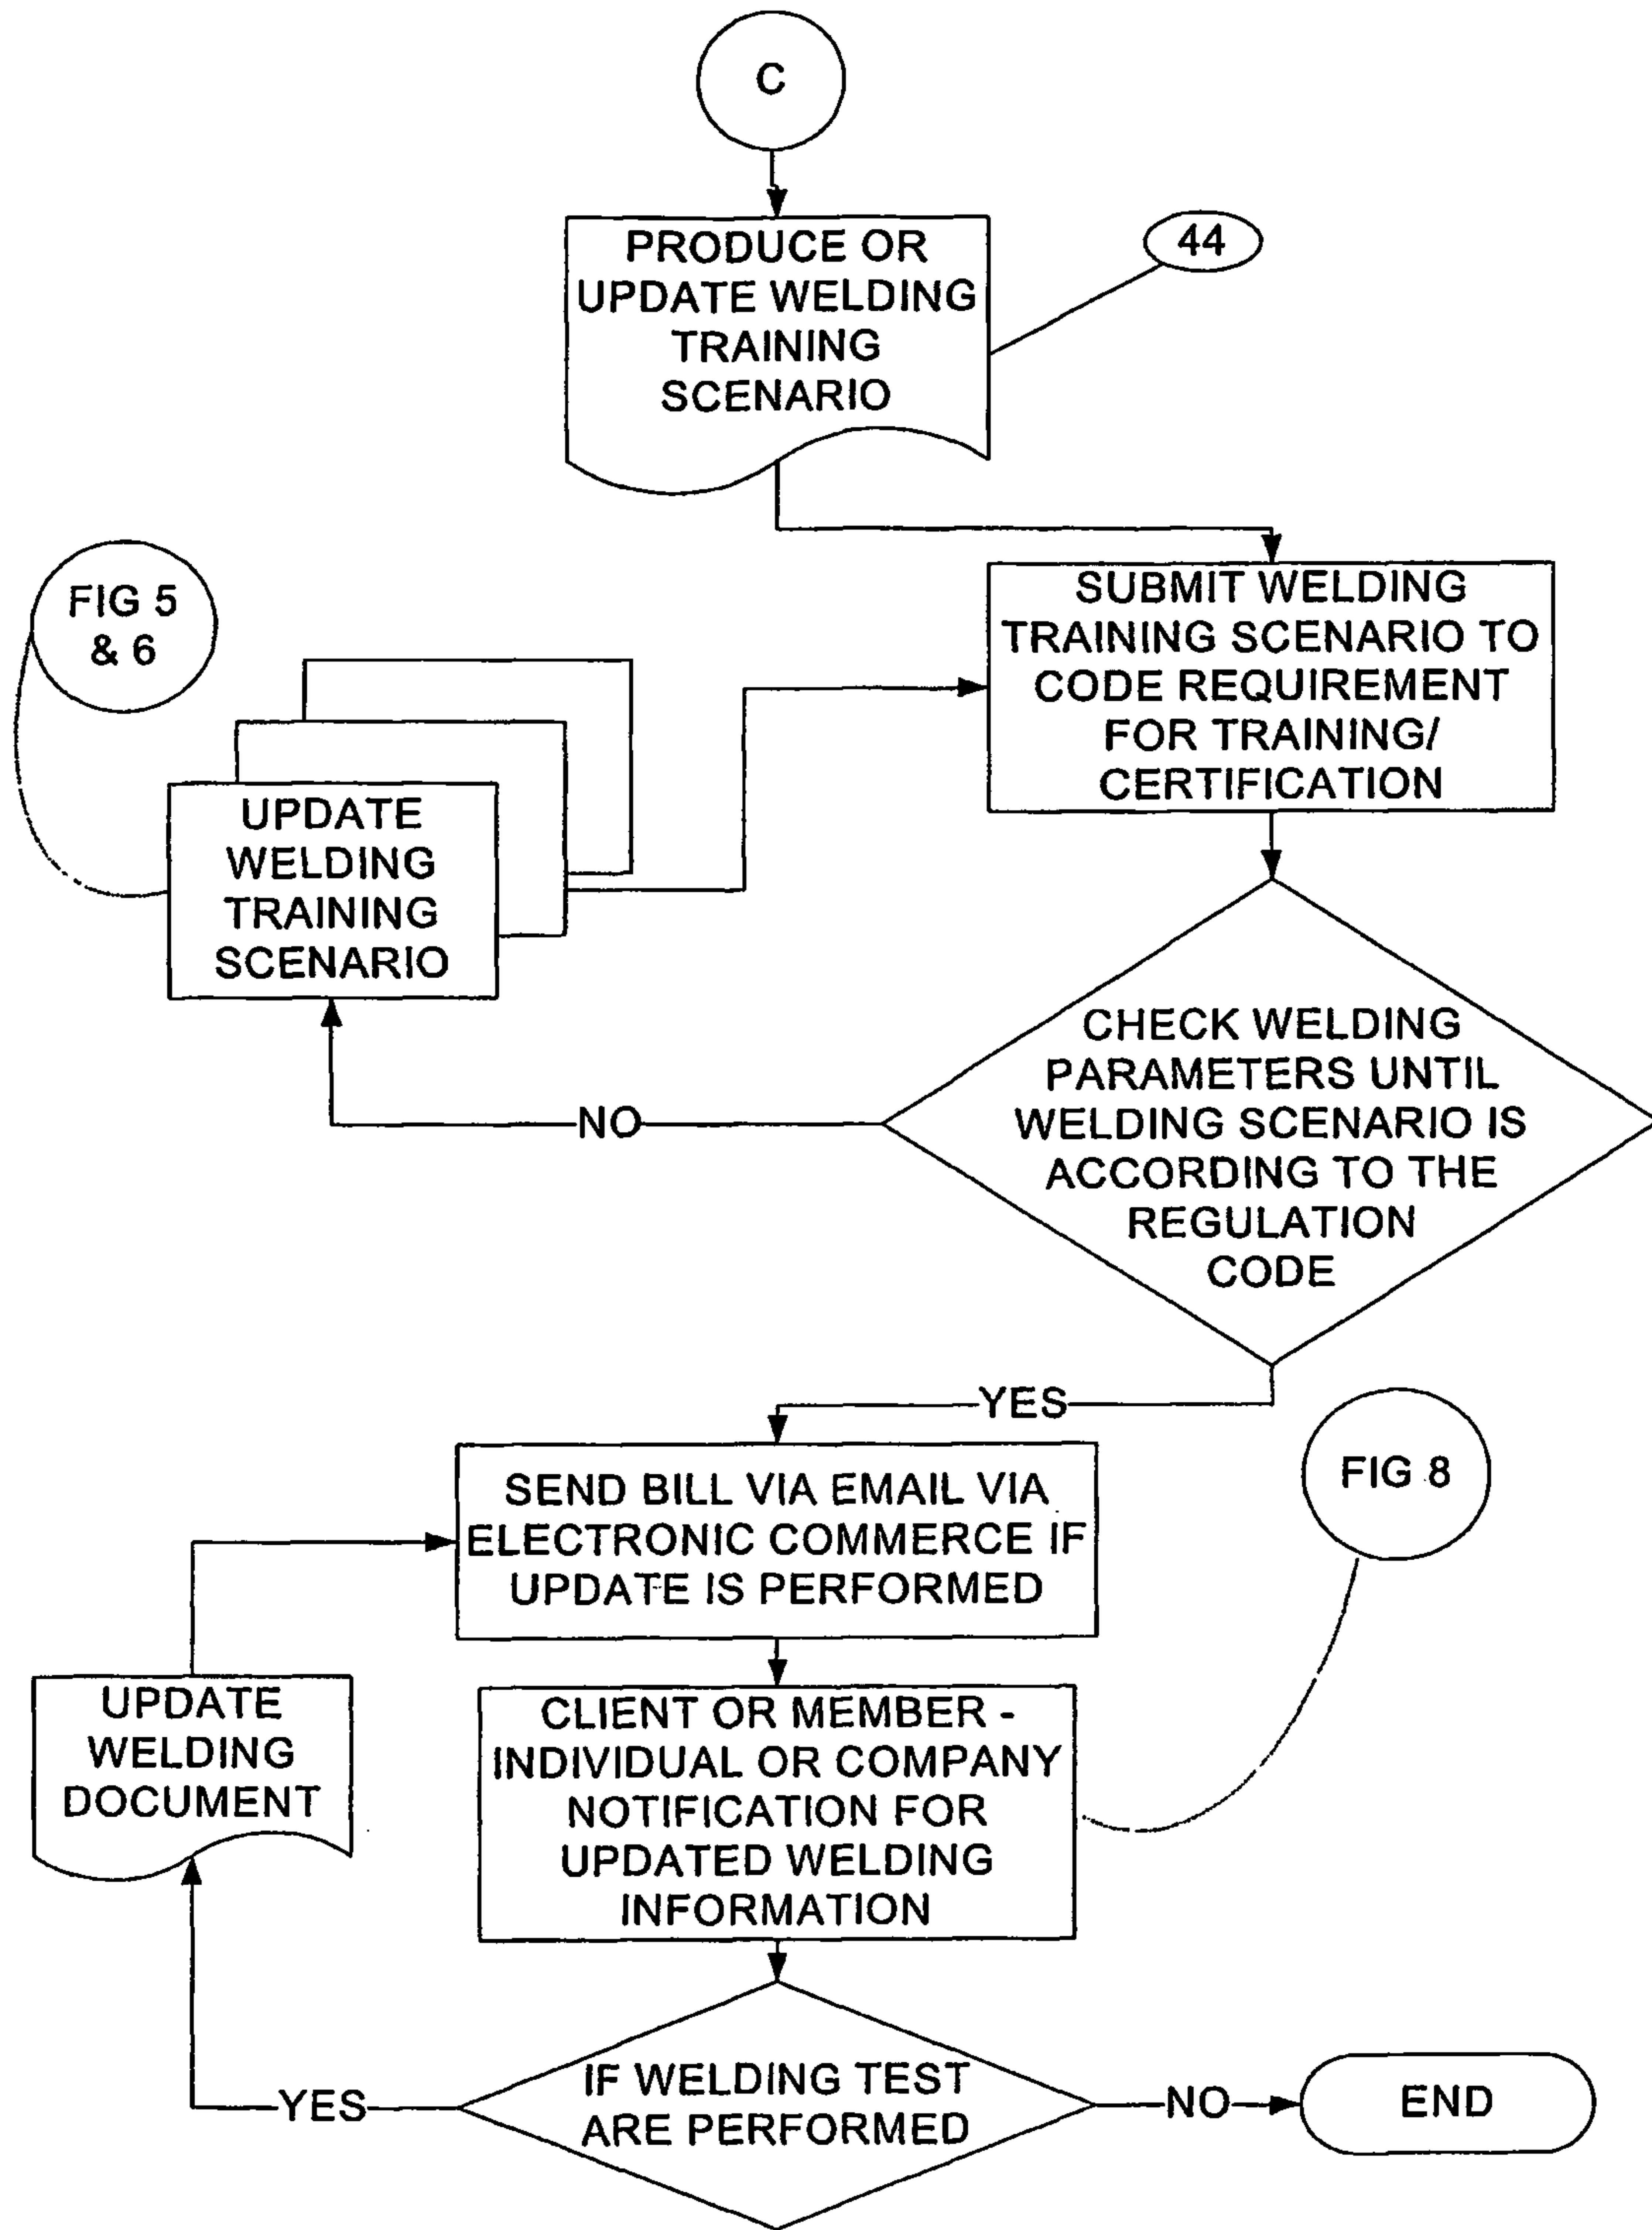 C
PRODUCE OR
UPDATE WELDING
TRAINING
SCENARIO
44
FIG 5
& 6
SUBMIT WELDING
TRAINING SCENARIO TO
CODE REQUIREMENT
FOR TRAINING/
CERTIFICATION
UPDATE
WELDING
TRAINING
SCENARIO
CHECK WELDING
PARAMETERS UNTIL
WELDING SCENARIO IS
ACCORDING TO THE
REGULATION
CODE
NO
YES
SEND BILL VIA EMAIL VIA
ELECTRONIC COMMERCE IF
UPDATE IS PERFORMED
FIG 8
UPDATE
WELDING
DOCUMENT
CLIENT OR MEMBER -
INDIVIDUAL OR COMPANY
NOTIFICATION FOR
UPDATED WELDING
INFORMATION
IF WELDING TEST
ARE PERFORMED
YES
NO
END